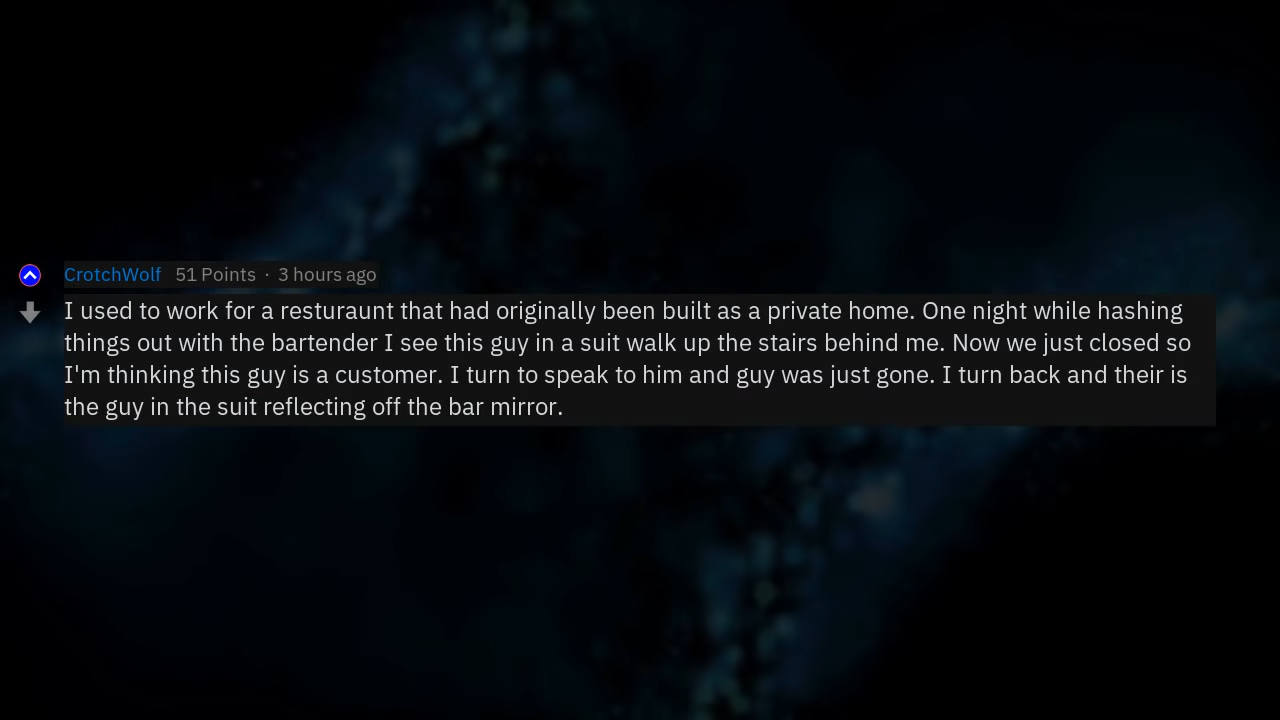 CrotchWolf 51 Points · 3 hours ago
I used to work for a resturaunt that had originally been built as a private home. One night while hashing
things out with the bartender I see this guy in a suit walk up the stairs behind me. Now we just closed so
I'm thinking this guy is a customer. I turn to speak to him and guy was just gone. I turn back and their is
the guy in the suit reflecting off the bar mirror.